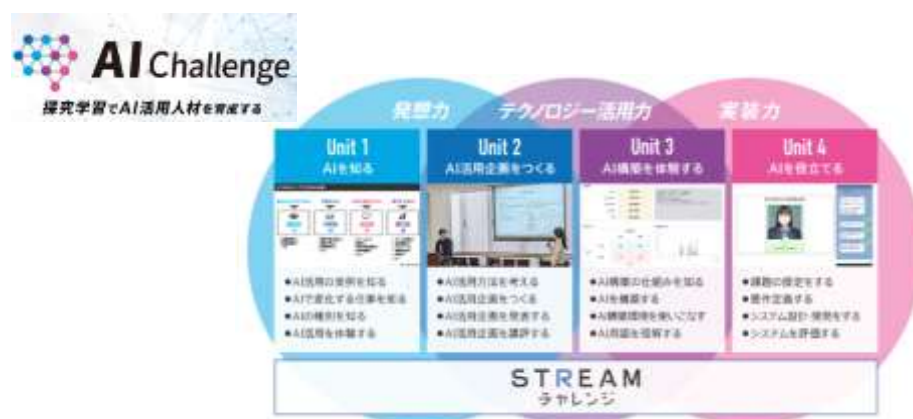 AI Challenge
探究学習でAI活用人材を育成する
発想力
テクノロジー活用力
実装力
Unit 1
AIを知る
Unit 2
AI活用企画をつくる
Unit 3
AI構築を体験する
Unit 4
AIを役立てる
●AI活用の実例を知る
●AIで変化する仕事を知る
●AIの種別を知る
●AI活用を体験する
●AI活用方法を考える
●AI活用企画をつくる
●AI活用企画を発表する
●AI活用企画を講評する
●AI構築の仕組みを知る
●AIを構築する
●AI構築環境を使いこなす
●AI用語を理解する
●課題の設定をする
●要件定義する
●システム設計・開発をする
●システムを評価する
STREAM
チャレンジ